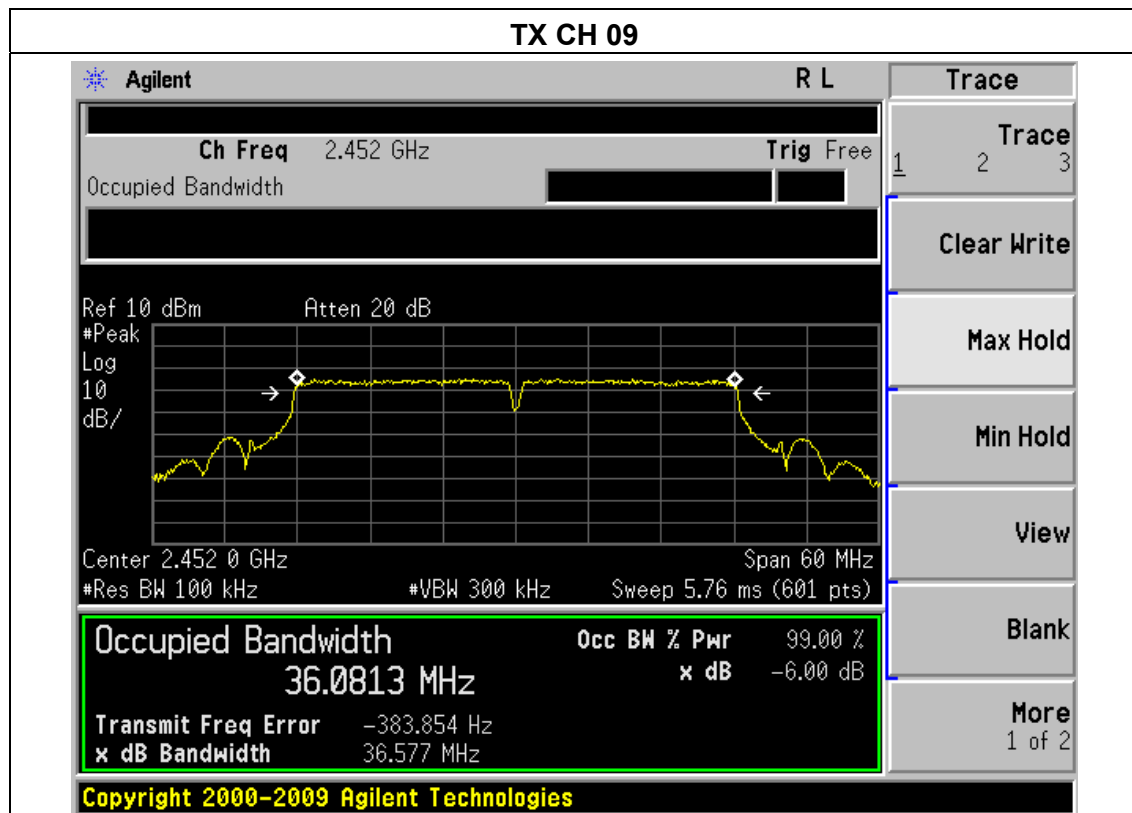 TX CH 09
Agilent R L Trace
Ch Freq 2.452 GHz Trig Free
Occupied Bandwidth
Trace
1 2 3
Clear Write
Max Hold
Min Hold
View
Blank
More
1 of 2
Ref 10 dBm Atten 20 dB
#Peak
Log
10
dB/
Center 2.452 0 GHz Span 60 MHz
#Res BW 100 kHz #VBW 300 kHz Sweep 5.76 ms (601 pts)
Occupied Bandwidth Occ BW % Pwr 99.00 %
36.0813 MHz x dB -6.00 dB
Transmit Freq Error -383.854 Hz
x dB Bandwidth 36.577 MHz
Copyright 2000-2009 Agilent Technologies